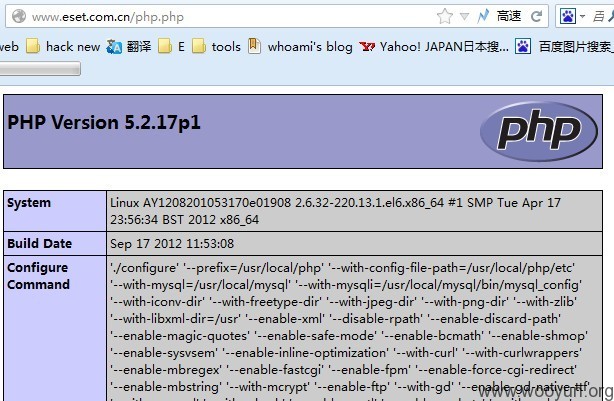 www.eset.com.cn/php.php
高速
web hack new 翻译 E tools whoami's blog Yahoo! JAPAN日本搜... 百度图片搜索
PHP Version 5.2.17p1
php
System
Linux AY1208201053170e01908 2.6.32-220.13.1.el6.x86_64 #1 SMP Tue Apr 17
23:56:34 BST 2012 x86_64
Build Date
Sep 17 2012 11:53:08
Configure
Command
'./configure' '--prefix=/usr/local/php' '--with-config-file-path=/usr/local/php/etc'
'--with-mysql=/usr/local/mysql' '--with-mysqli=/usr/local/mysql/bin/mysql_config'
'--with-iconv-dir' '--with-freetype-dir' '--with-jpeg-dir' '--with-png-dir' '--with-zlib'
'--with-libxml-dir=/usr' '--enable-xml' '--disable-rpath' '--enable-discard-path'
'--enable-magic-quotes' '--enable-safe-mode' '--enable-bcmath' '--enable-shmop'
'--enable-sysvsem' '--enable-inline-optimization' '--with-curl' '--with-curlwrappers'
'--enable-mbregex' '--enable-fastcgi' '--enable-fpm' '--enable-force-cgi-redirect'
'--enable-mbstring' '--with-mcrypt' '--enable-ftp' '--with-gd' '--enable-gd-native-ttf'
www.wooyun.org